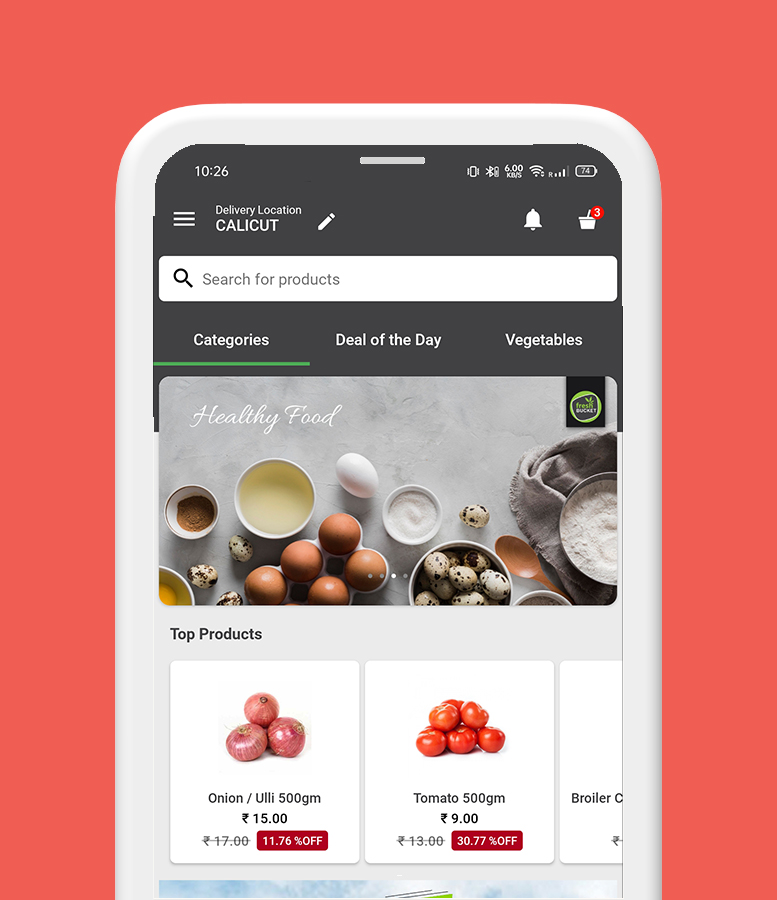 10:26
6.00
KB/S
R
74
Delivery Location
CALICUT
3
Search for products
Categories
Deal of the Day
Vegetables
Healthy Food
fresh
BUCKET
Top Products
Onion / Ulli 500gm
₹ 15.00
₹ 17.00
11.76 %OFF
Tomato 500gm
₹ 9.00
₹ 13.00
30.77 %OFF
Broiler C
₹